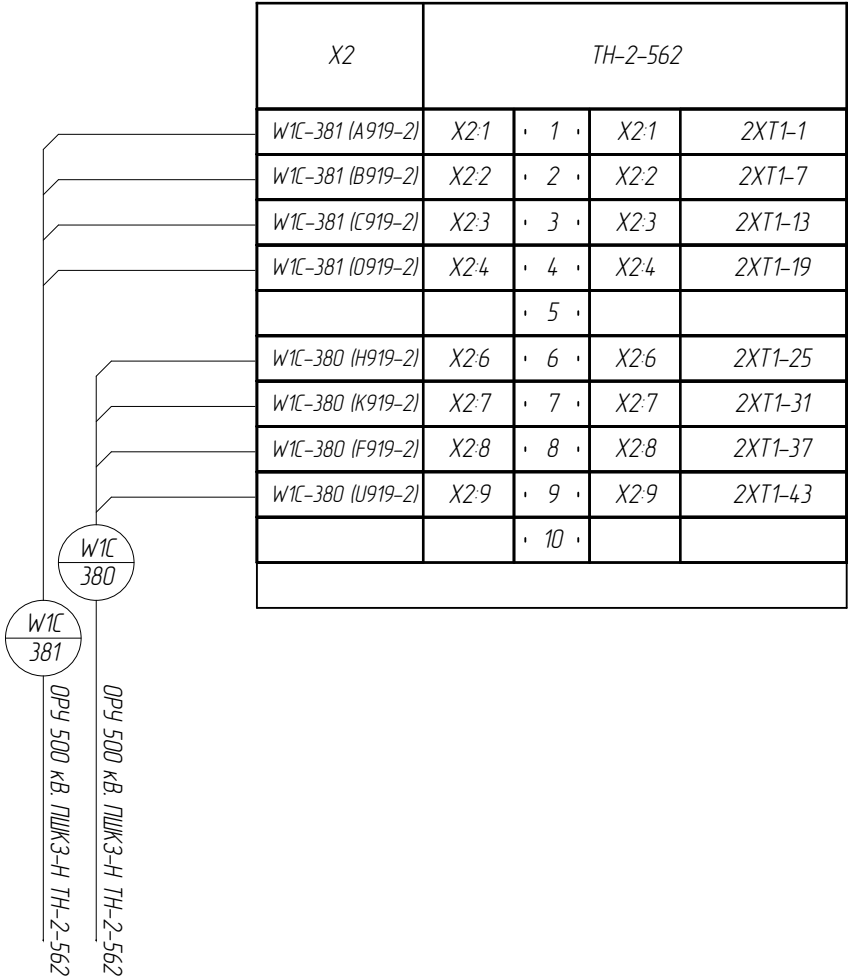 X2 ТН-2-562
W1C-381 (A919-2) X2:1 1 X2:1 2XT1-1
W1C-381 (B919-2) X2:2 2 X2:2 2XT1-7
W1C-381 (C919-2) X2:3 3 X2:3 2XT1-13
W1C-381 (0919-2) X2:4 4 X2:4 2XT1-19
5
W1C-380 (H919-2) X2:6 6 X2:6 2XT1-25
W1C-380 (K919-2) X2:7 7 X2:7 2XT1-31
W1C-380 (F919-2) X2:8 8 X2:8 2XT1-37
W1C-380 (U919-2) X2:9 9 X2:9 2XT1-43
10
W1C
380
W1C
381
ОРУ 500 кВ. ПШКЗ-Н ТН-2-562
ОРУ 500 кВ. ПШКЗ-Н ТН-2-562